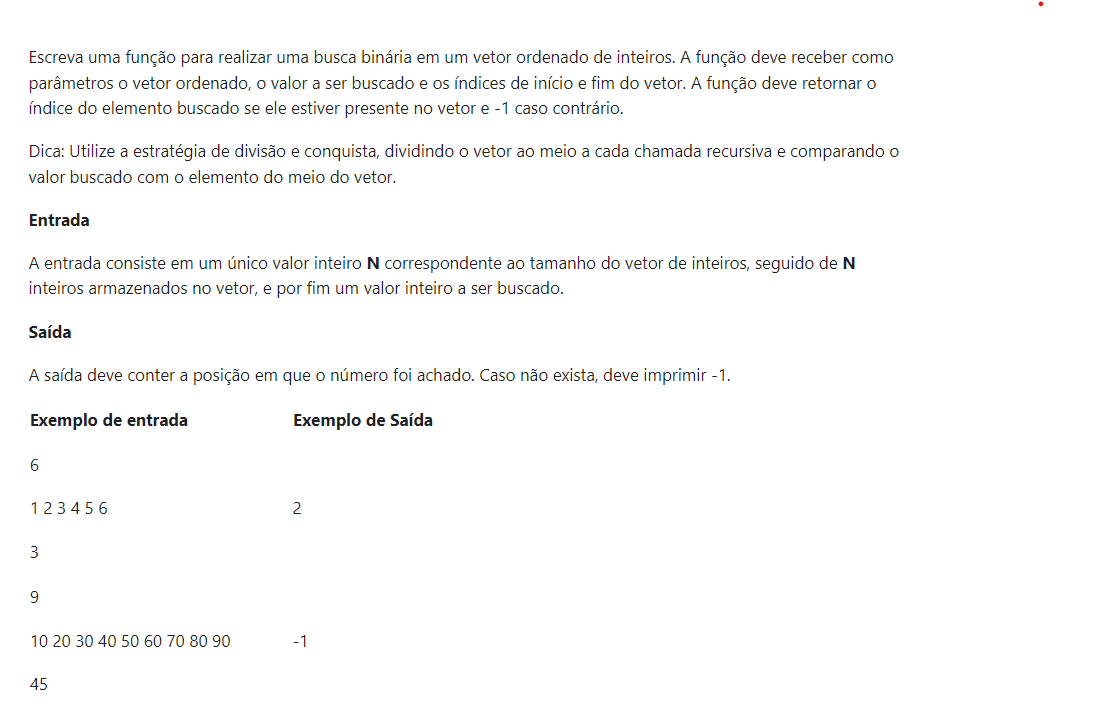 Escreva uma função para realizar uma busca binária em um vetor ordenado de inteiros. A função deve receber como
parâmetros o vetor ordenado, o valor a ser buscado e os índices de início e fim do vetor. A função deve retornar o
índice do elemento buscado se ele estiver presente no vetor e -1 caso contrário.
Dica: Utilize a estratégia de divisão e conquista, dividindo o vetor ao meio a cada chamada recursiva e comparando o
valor buscado com o elemento do meio do vetor.
Entrada
A entrada consiste em um único valor inteiro N correspondente ao tamanho do vetor de inteiros, seguido de N
inteiros armazenados no vetor, e por fim um valor inteiro a ser buscado.
Saída
A saída deve conter a posição em que o número foi achado. Caso não exista, deve imprimir -1.
Exemplo de entrada Exemplo de Saída
6
1 2 3 4 5 6 2
3
9
10 20 30 40 50 60 70 80 90 -1
45